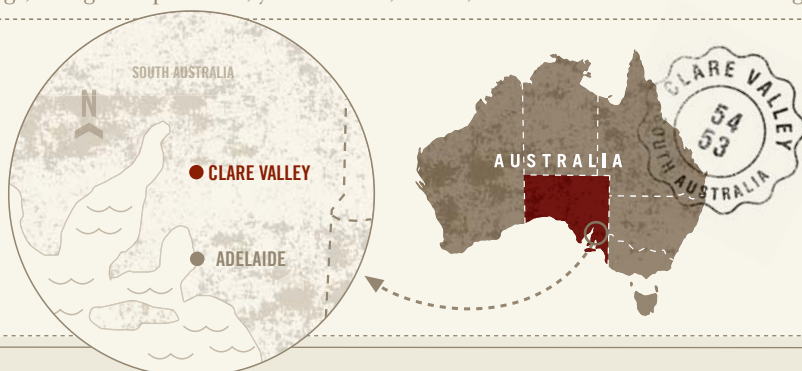 SOUTH AUSTRALIA
N
CLARE VALLEY
ADELAIDE
AUSTRALIA
CLARE VALLEY
54
53
SOUTH AUSTRALIA